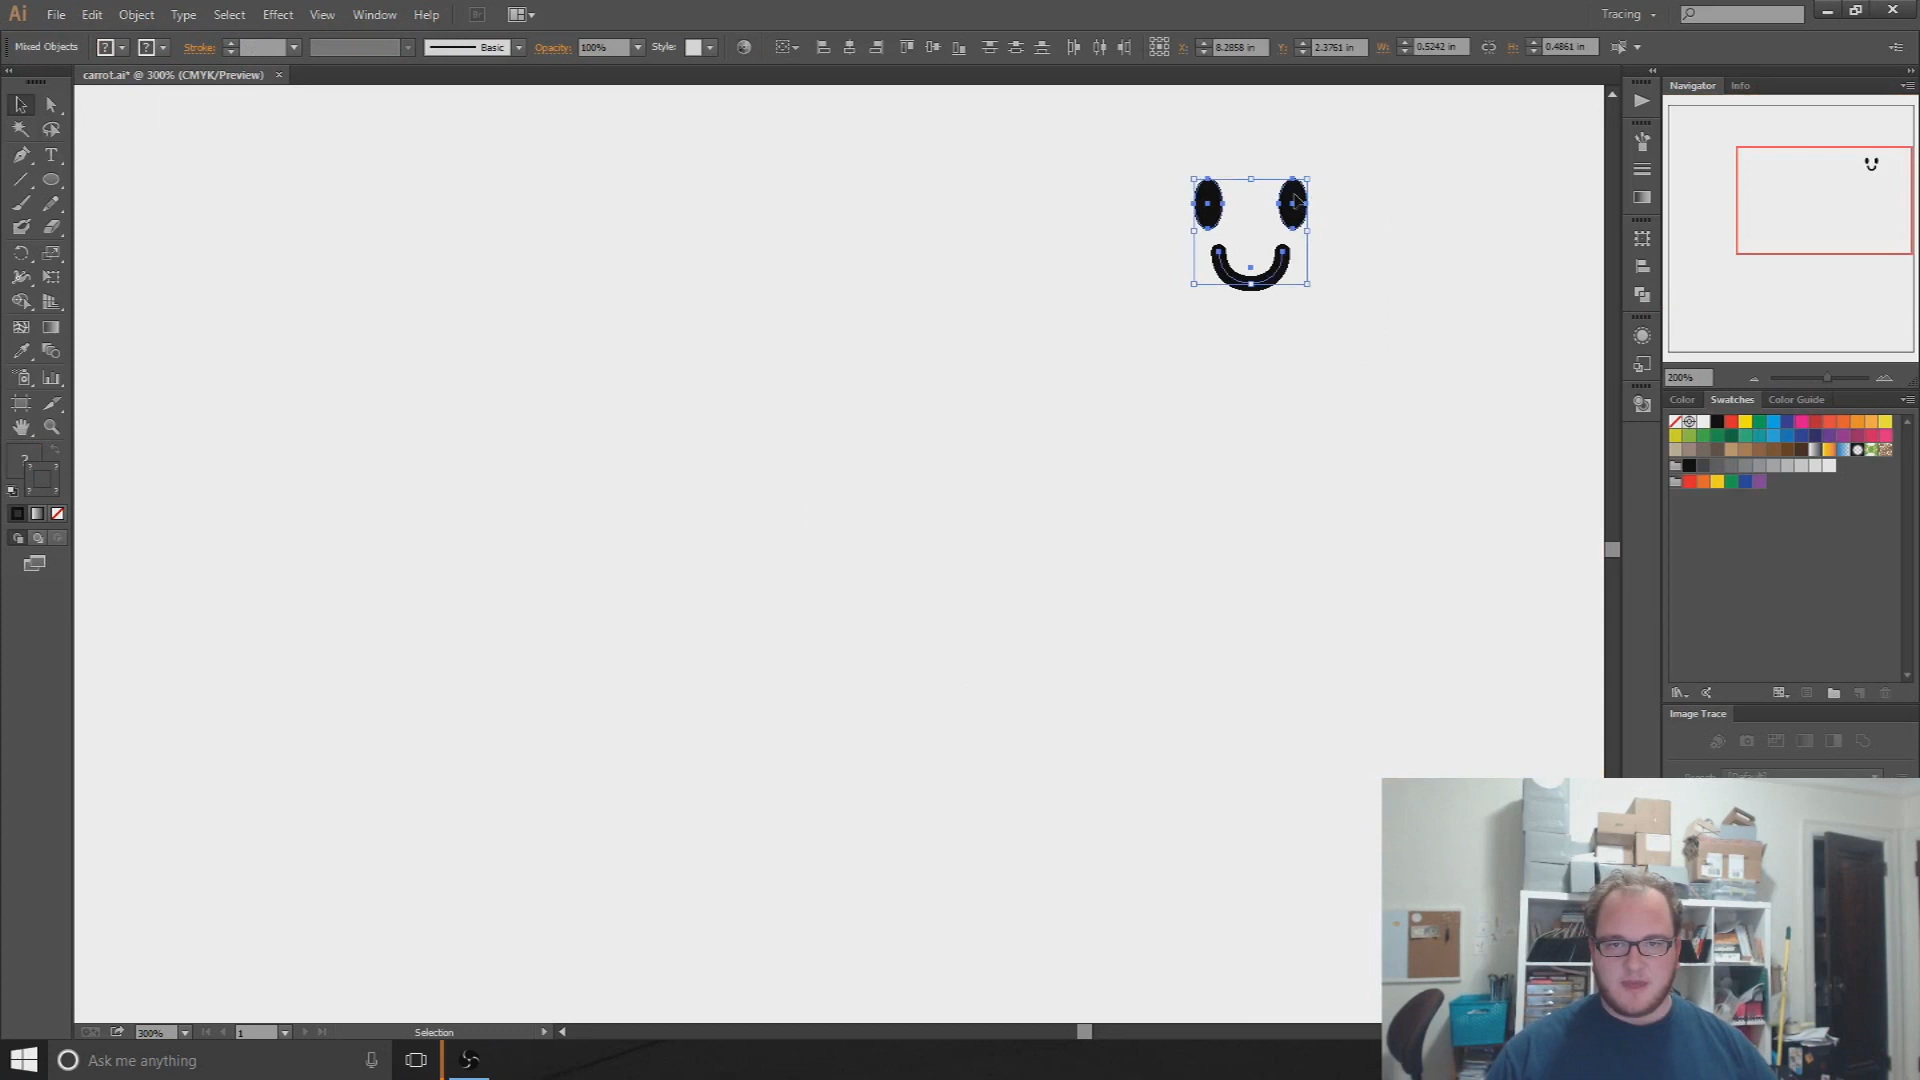 Ai File Edit Object Type Select Effect View Window Help Br Tracing
Mixed Objects ? ? Stroke: Basic Opacity: 100% Style: X: 8.2858 in Y: 2.3761 in W: 0.5242 in H: 0.4861 in
carrot.ai* @ 300% (CMYK/Preview)
Navigator Info
T
200%
Color Swatches Color Guide
?
? ?
? ?
Image Trace
[Default]
300% 1 Selection
Ask me anything